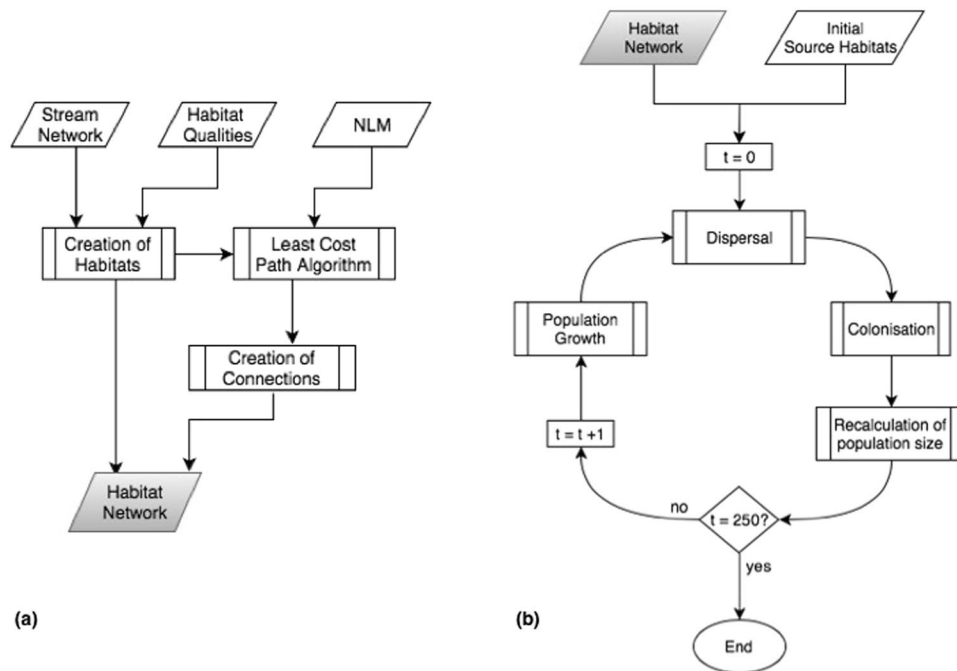 Stream
Network
Habitat
Qualities
NLM
Creation of
Habitats
Least Cost
Path Algorithm
Creation of
Connections
Habitat
Network
(a)
Habitat
Network
Initial
Source Habitats
t = 0
Dispersal
Population
Growth
Colonisation
t = t +1
Recalculation of
population size
no
t = 250?
yes
End
(b)